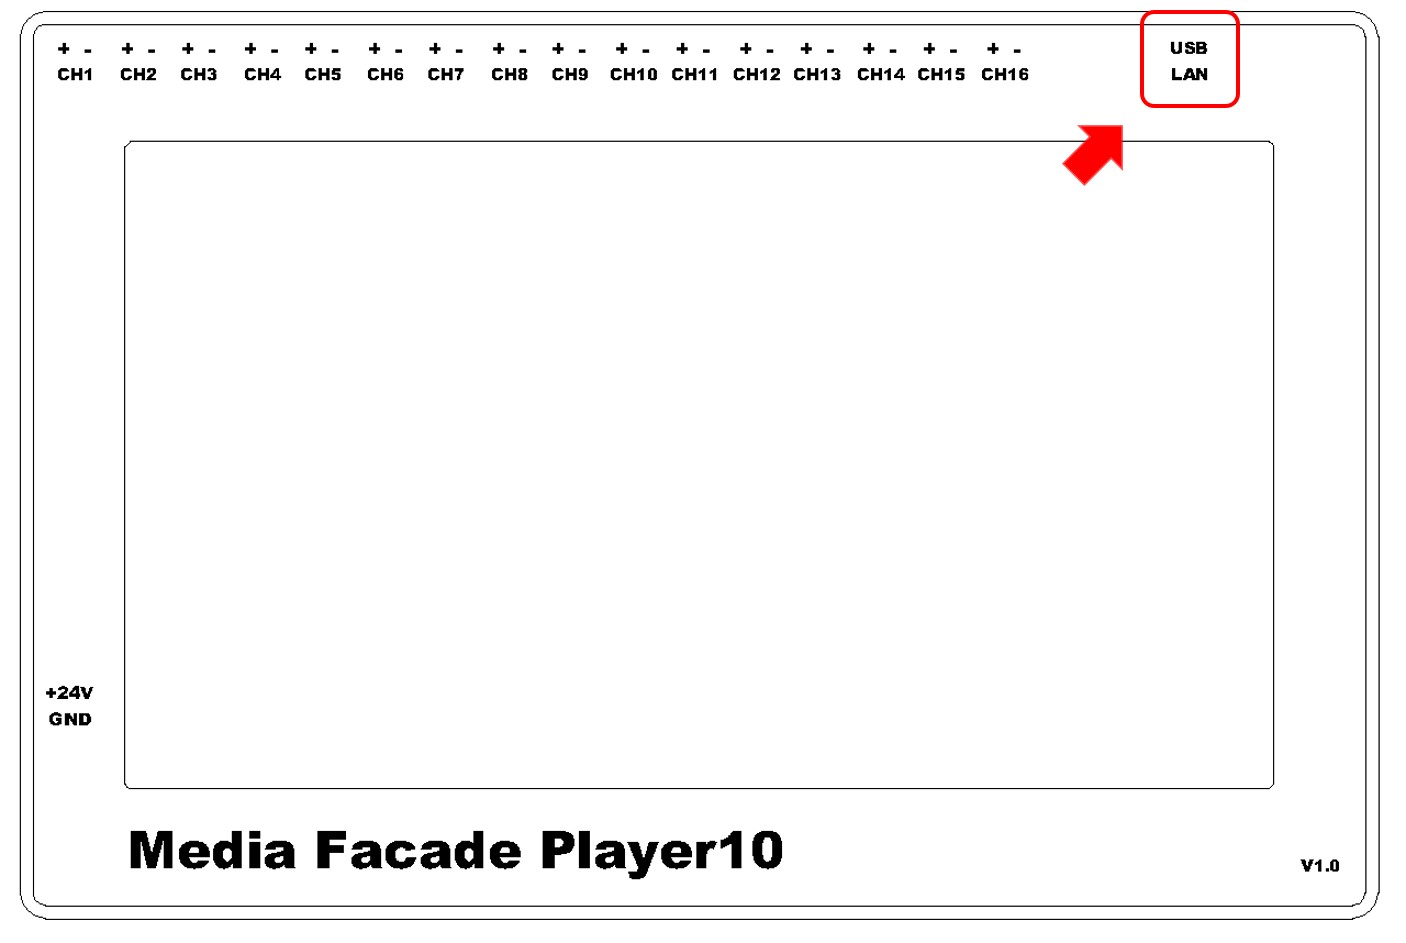 + - + - + - + - + - + - + - + - + - + - + - + - + - + - + - + - USB
CH1 CH2 CH3 CH4 CH5 CH6 CH7 CH8 CH9 CH10 CH11 CH12 CH13 CH14 CH15 CH16 LAN
+24V
GND
Media Facade Player10
V1.0